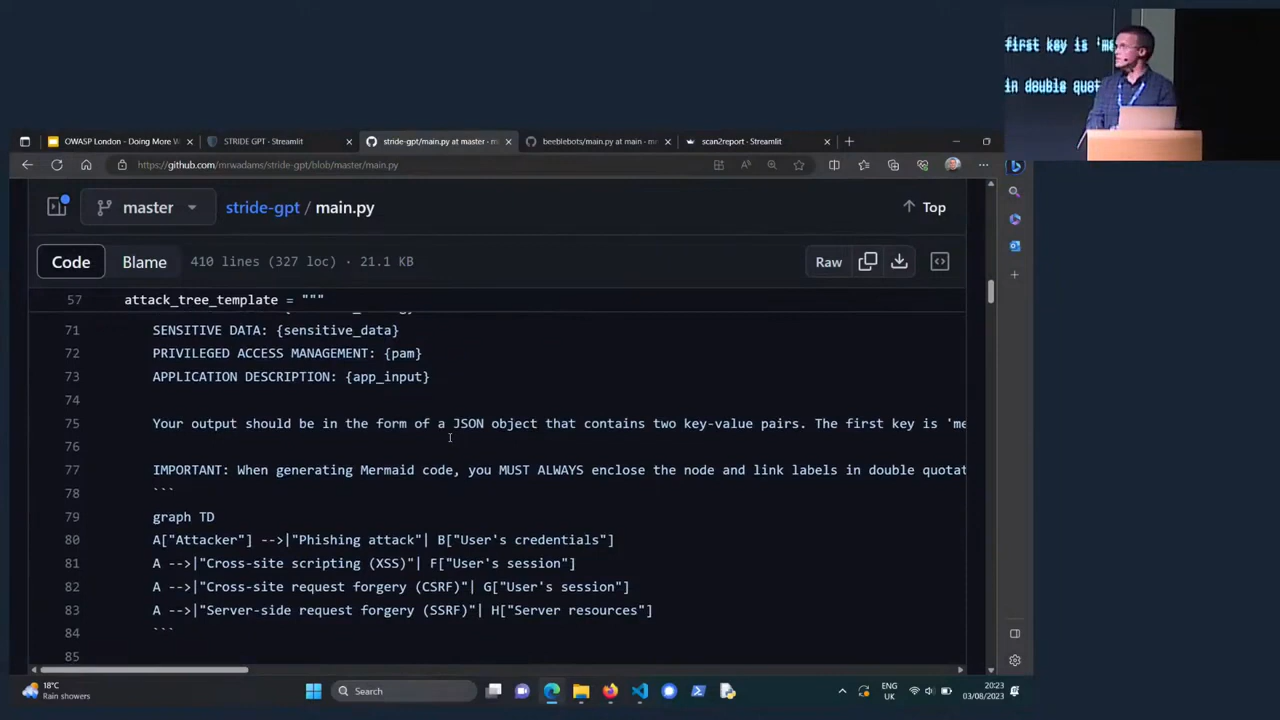 first key is 'me
in double quot
OWASP London - Doing More W
STRIDE GPT - Streamlit
stride-gpt/main.py at master - m
beeblebots/main.py at main - m
scan2report - Streamlit
https://github.com/mrwadams/stride-gpt/blob/master/main.py
master
stride-gpt / main.py
Top
Code Blame 410 lines (327 loc) · 21.1 KB
Raw
57 attack_tree_template = """
71 SENSITIVE DATA: {sensitive_data}
72 PRIVILEGED ACCESS MANAGEMENT: {pam}
73 APPLICATION DESCRIPTION: {app_input}
74
75 Your output should be in the form of a JSON object that contains two key-value pairs. The first key is 'me
76
77 IMPORTANT: When generating Mermaid code, you MUST ALWAYS enclose the node and link labels in double quotat
78 ```
79 graph TD
80 A["Attacker"] -->|"Phishing attack"| B["User's credentials"]
81 A -->|"Cross-site scripting (XSS)"| F["User's session"]
82 A -->|"Cross-site request forgery (CSRF)"| G["User's session"]
83 A -->|"Server-side request forgery (SSRF)"| H["Server resources"]
84 ```
85
18°C
Rain showers
Search
ENG
UK
20:23
03/08/2023